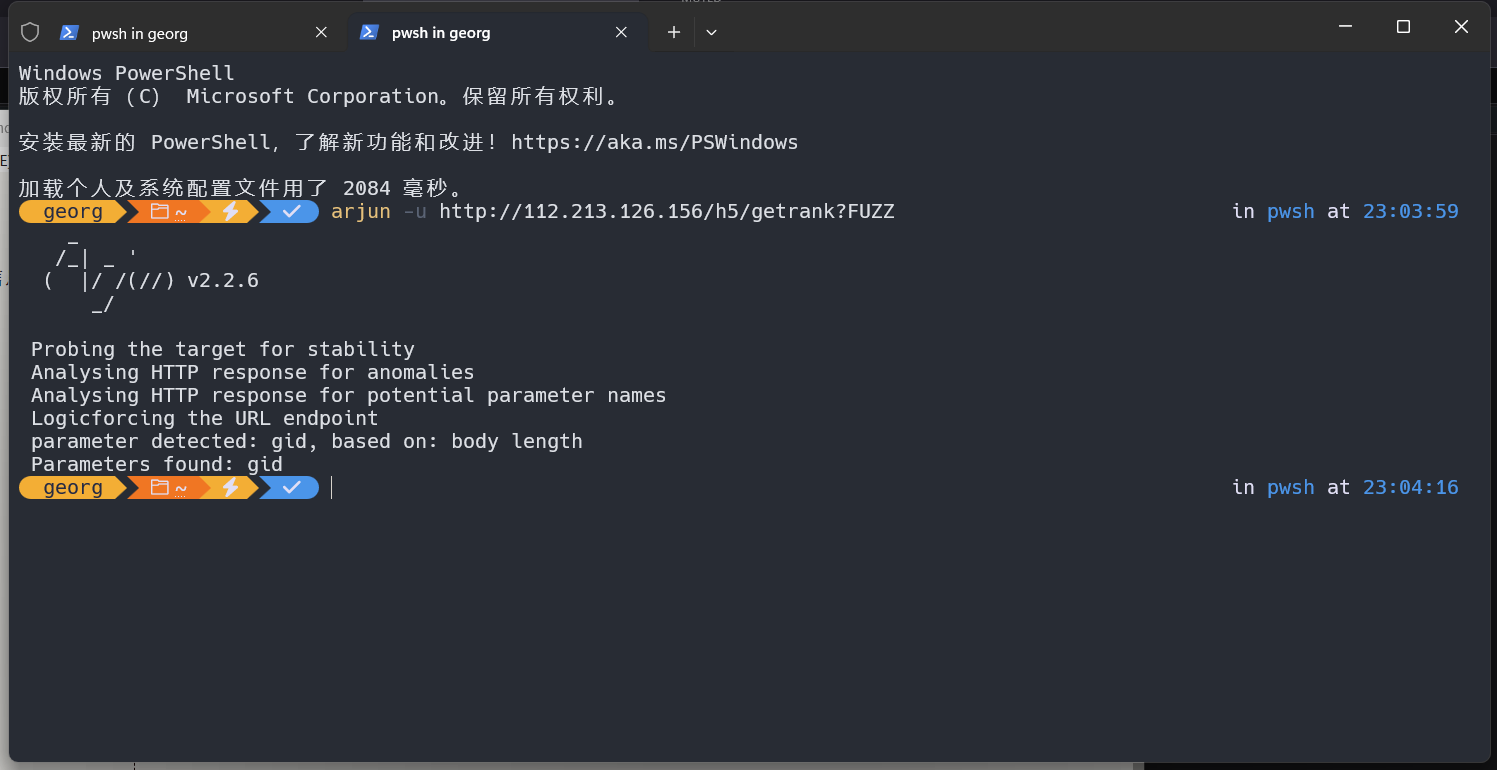 pwsh in georg
pwsh in georg
Windows PowerShell
版权所有（C） Microsoft Corporation。保留所有权利。
安装最新的 PowerShell，了解新功能和改进！https://aka.ms/PSWindows
加载个人及系统配置文件用了 2084 毫秒。
georg ~ arjun -u http://112.213.126.156/h5/getrank?FUZZ in pwsh at 23:03:59
    _
   /_| _ '
  (  |/ /(//) v2.2.6
      _/
Probing the target for stability
Analysing HTTP response for anomalies
Analysing HTTP response for potential parameter names
Logicforcing the URL endpoint
parameter detected: gid, based on: body length
Parameters found: gid
georg ~ in pwsh at 23:04:16